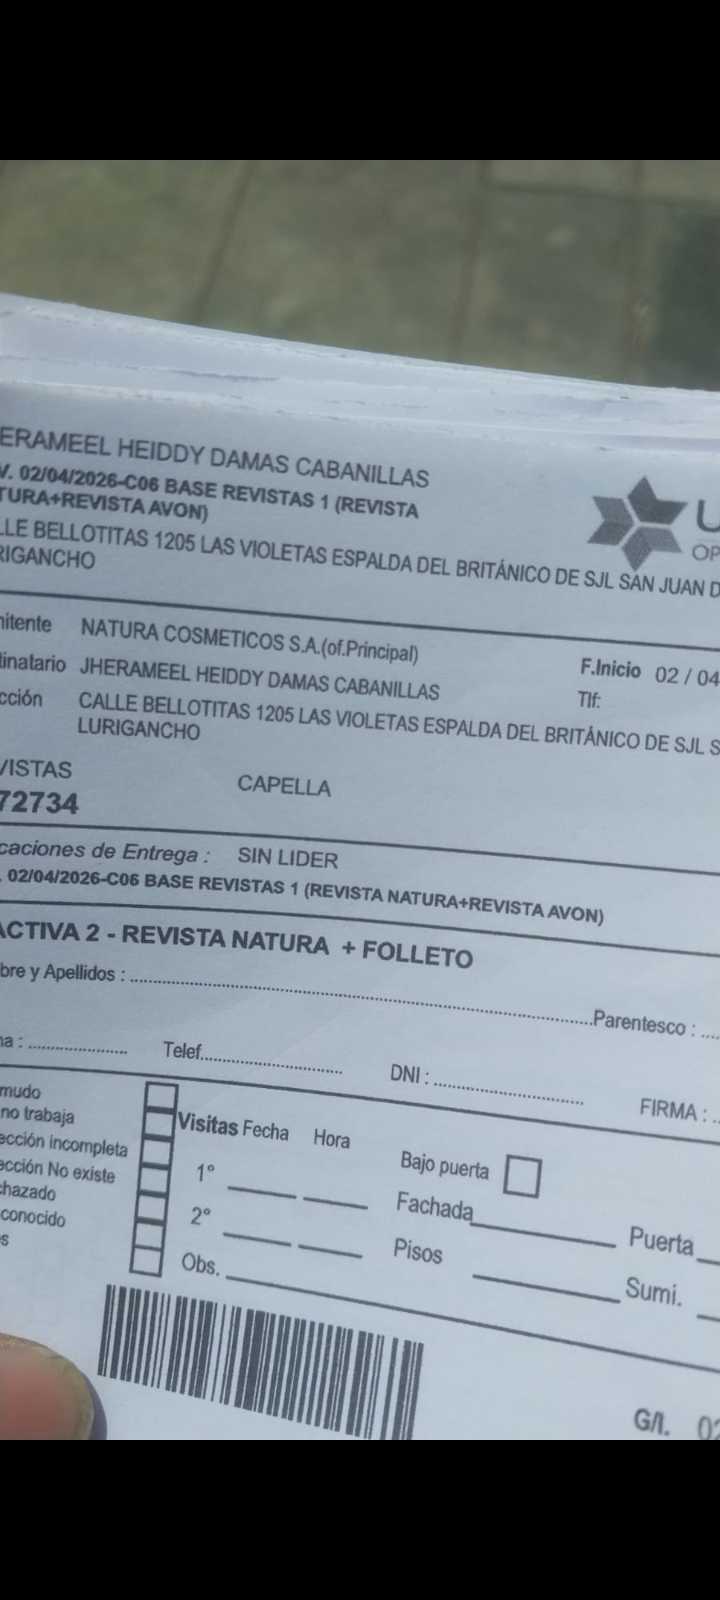 ERAMEEL HEIDDY DAMAS CABANILLAS
V. 02/04/2026-C06 BASE REVISTAS 1 (REVISTA
TURA+REVISTA AVON)
LLE BELLOTITAS 1205 LAS VIOLETAS ESPALDA DEL BRITÁNICO DE SJL SAN JUAN D
RIGANCHO
U
OP
nitente NATURA COSMETICOS S.A.(of.Principal)
F.Inicio 02 / 04
tinatario JHERAMEEL HEIDDY DAMAS CABANILLAS
Tlf:
cción CALLE BELLOTITAS 1205 LAS VIOLETAS ESPALDA DEL BRITÁNICO DE SJL S
LURIGANCHO
VISTAS CAPELLA
72734
caciones de Entrega : SIN LIDER
. 02/04/2026-C06 BASE REVISTAS 1 (REVISTA NATURA+REVISTA AVON)
ACTIVA 2 - REVISTA NATURA + FOLLETO
bre y Apellidos : Parentesco :
na : Telef. DNI : FIRMA :
mudo
no trabaja
ección incompleta
ección No existe
chazado
conocido
s
Visitas Fecha Hora
1°
2°
Obs.
Bajo puerta
Fachada Puerta
Pisos Sumi.
G/I. 02